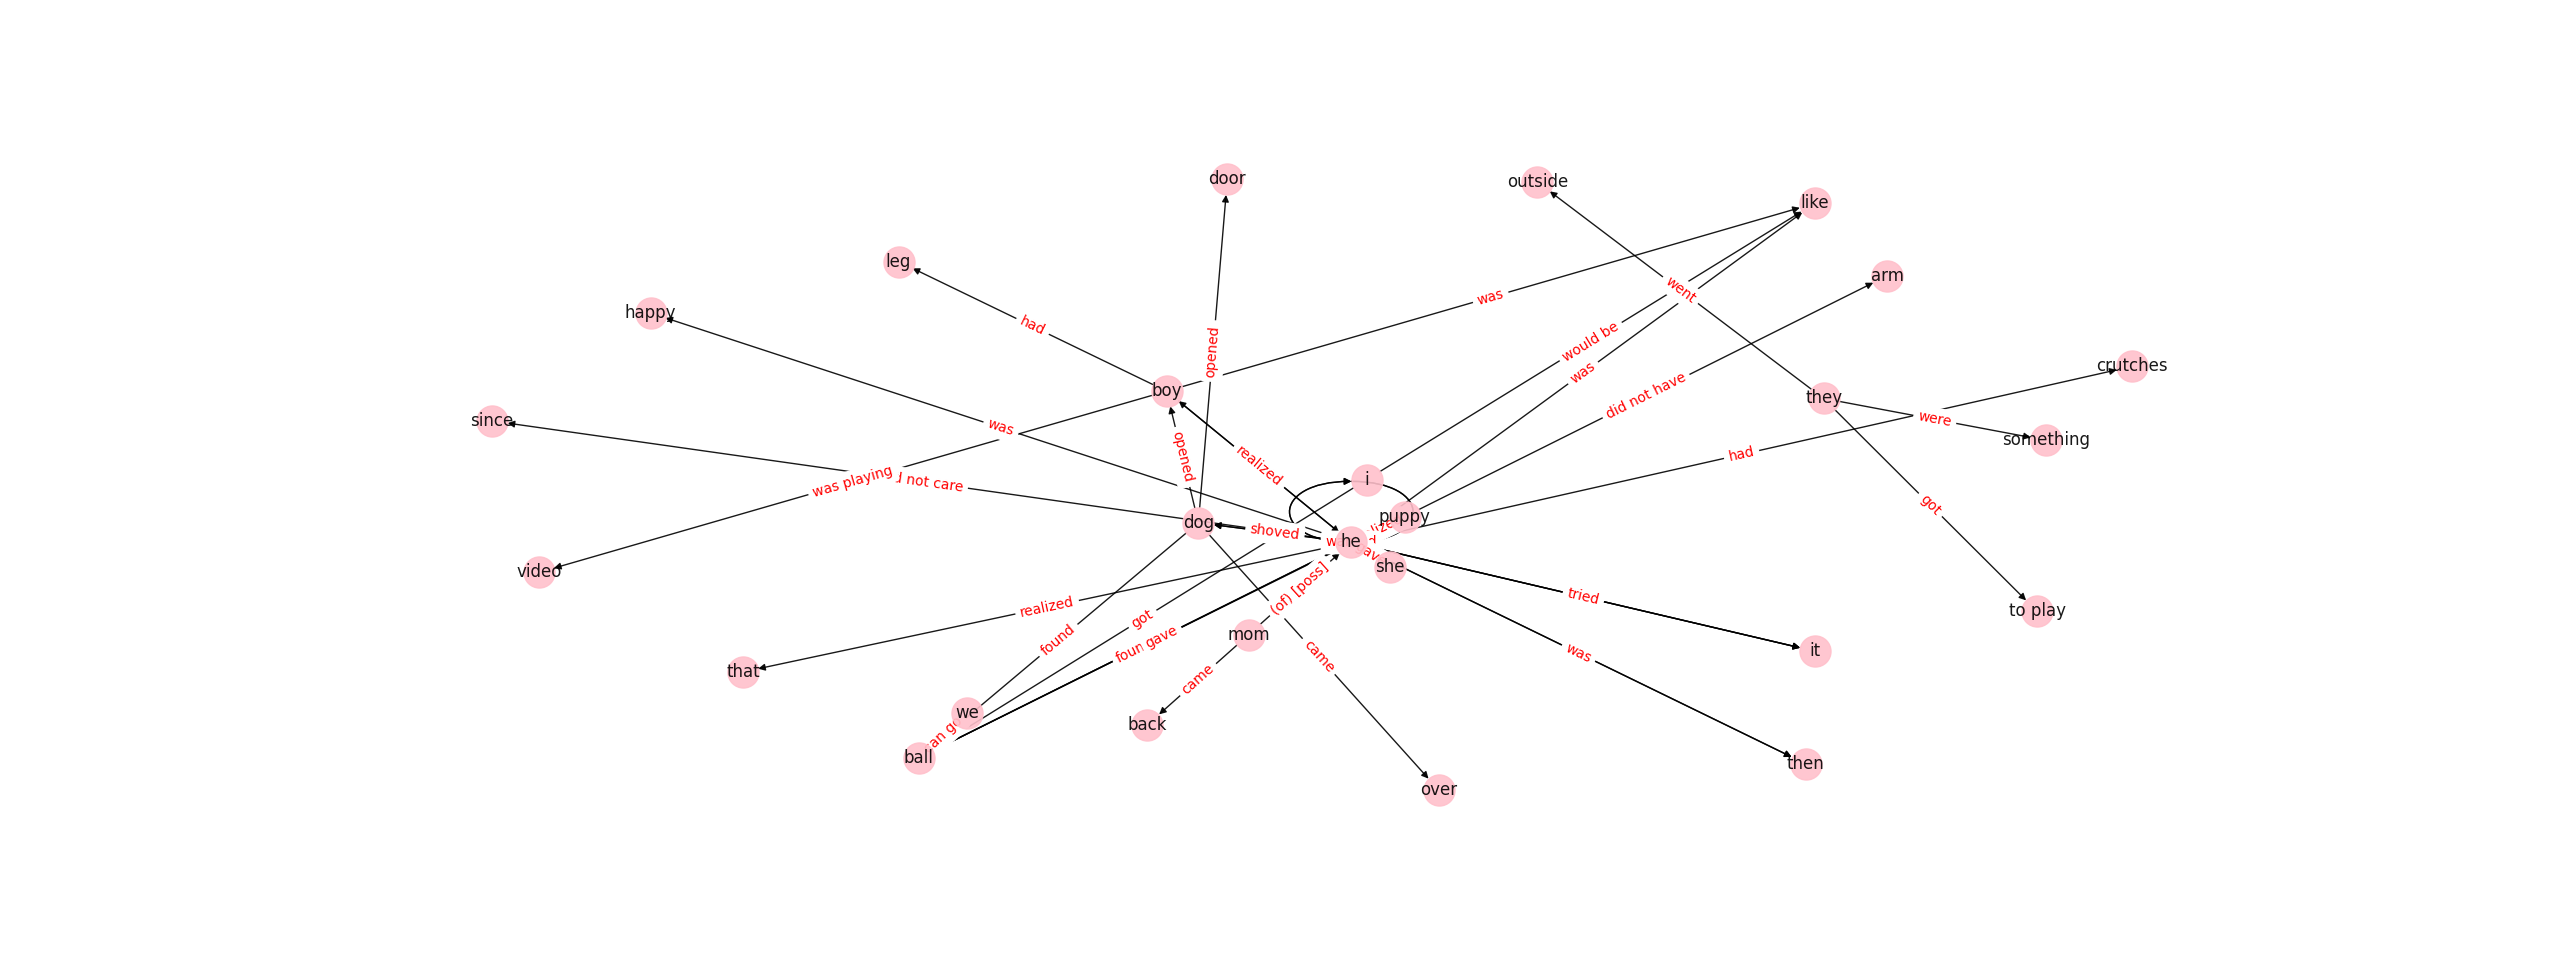 door
outside
like
leg
arm
happy
went
was
had
opened
would be
crutches
was
boy
did not have
they
since
were
was
something
opened
had
realized
was playing
not care
i
got
puppy
dog
shoved
he
video
she
(of) [poss]
tried
realized
to play
got
mom
found
gave
it
was
came
that
came
we
back
ball
then
over